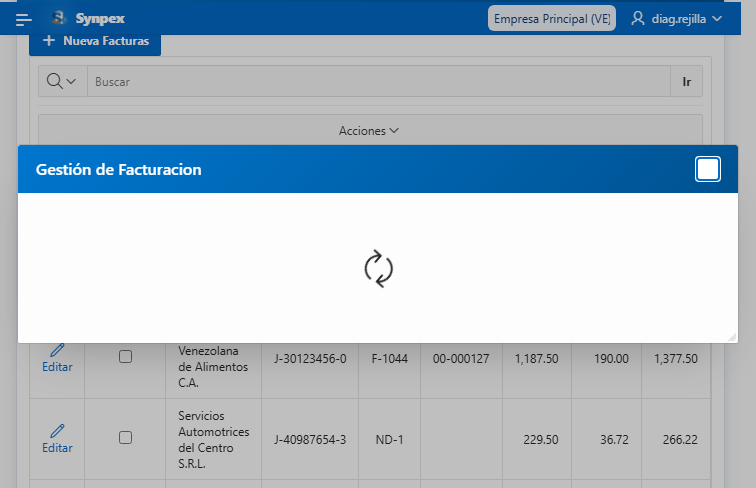 Synpex
Empresa Principal (VE)
diag.rejilla
+ Nueva Facturas
Buscar
Ir
Acciones
Gestión de Facturacion
Editar
Venezolana
de Alimentos
C.A.
J-30123456-0
F-1044
00-000127
1,187.50
190.00
1,377.50
Editar
Servicios
Automotrices
del Centro
S.R.L.
J-40987654-3
ND-1
229.50
36.72
266.22